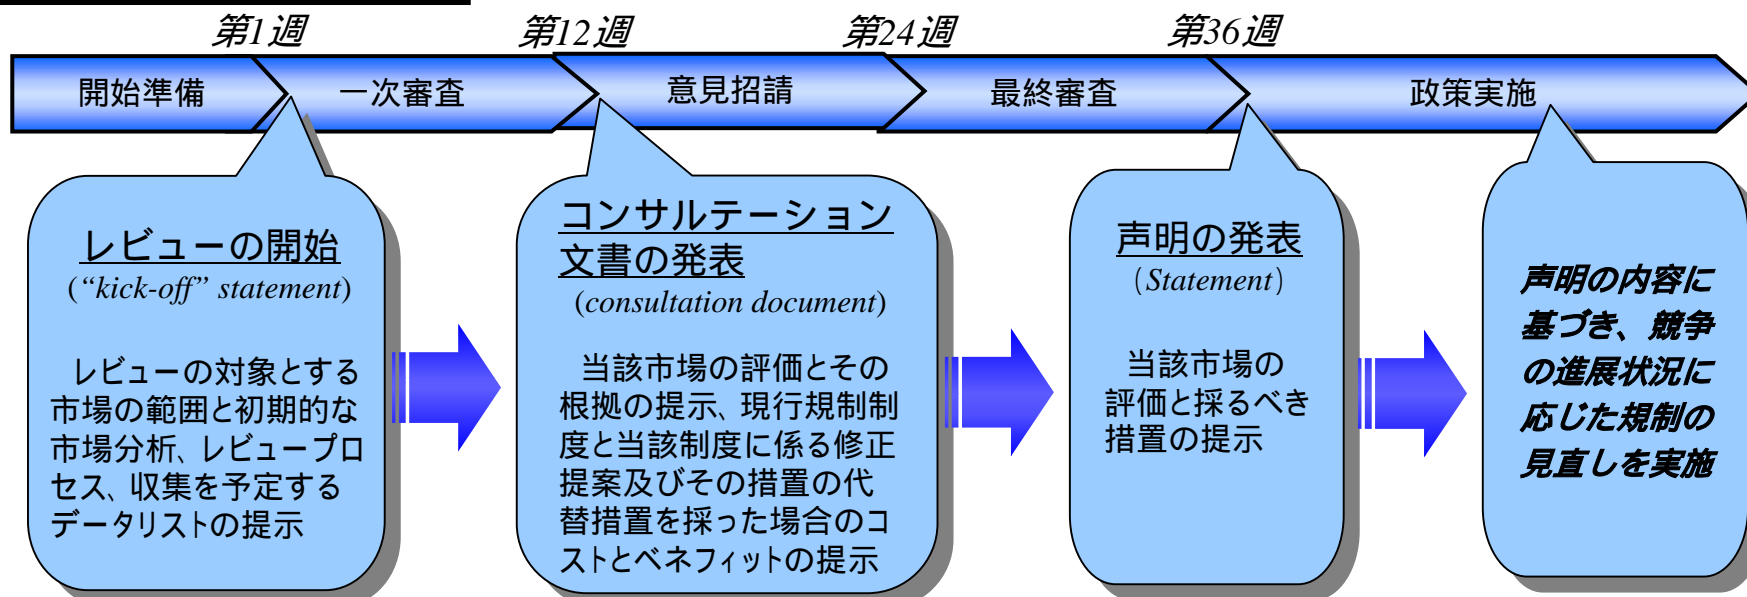 第1週
第12週
第24週
第36週
開始準備
一次審査
意見招請
最終審査
政策実施
レビューの開始
(“kick-off” statement)
レビューの対象とする
市場の範囲と初期的な
市場分析、レビュープロ
セス、収集を予定する
データリストの提示
コンサルテーション
文書の発表
(consultation document)
当該市場の評価とその
根拠の提示、現行規制制
度と当該制度に係る修正
提案及びその措置の代
替措置を採った場合のコ
ストとベネフィットの提示
声明の発表
(Statement)
当該市場の
評価と採るべき
措置の提示
声明の内容に
基づき、競争
の進展状況に
応じた規制の
見直しを実施